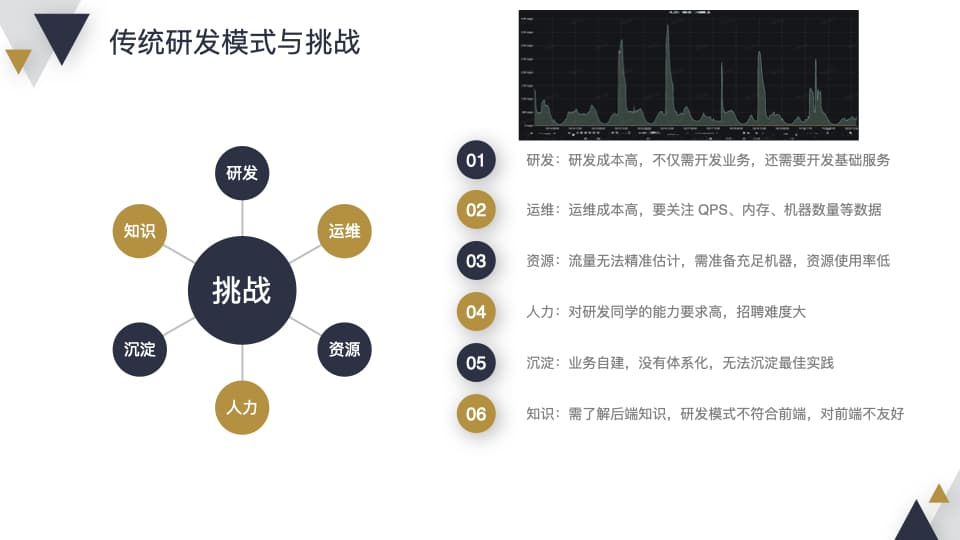 传统研发模式与挑战
研发
知识
运维
挑战
沉淀
资源
人力
01
研发：研发成本高，不仅需开发业务，还需要开发基础服务
02
运维：运维成本高，要关注 QPS、内存、机器数量等数据
03
资源：流量无法精准估计，需准备充足机器，资源使用率低
04
人力：对研发同学的能力要求高，招聘难度大
05
沉淀：业务自建，没有体系化，无法沉淀最佳实践
06
知识：需了解后端知识，研发模式不符合前端，对前端不友好